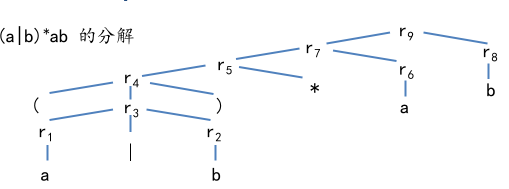 (a|b)*ab 的分解
r9
r7
r8
r5
r6
r4
*
a
b
(
r3
)
r1
r2
|
a
b